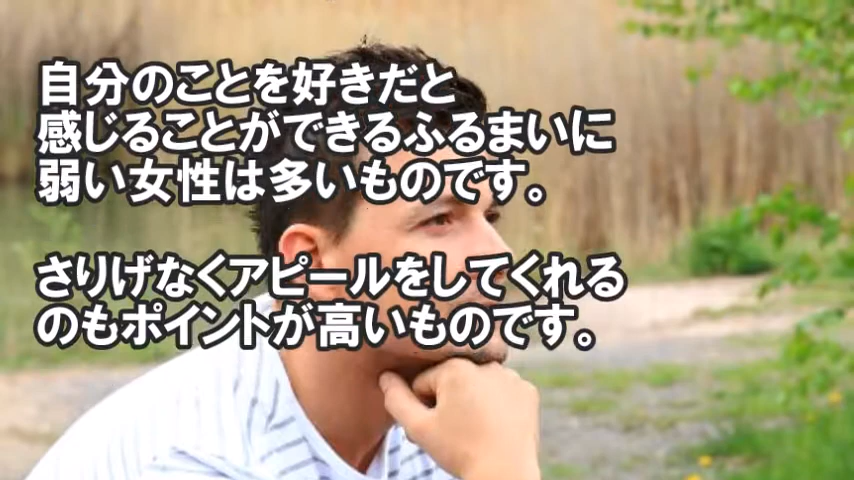 自分のことを好きだと
感じることができるふるまいに
弱い女性は多いものです。
さりげなくアピールをしてくれる
のもポイントが高いものです。